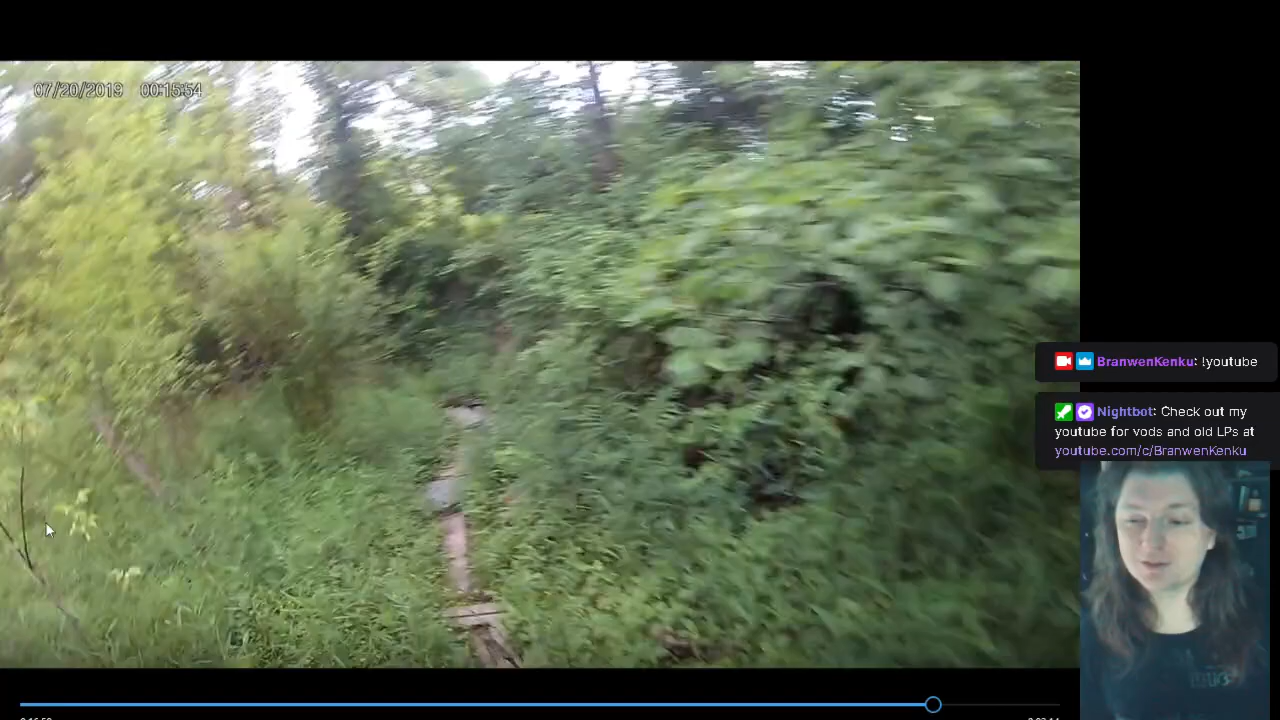 07/20/2019 00:15:54
BranwenKenku: !youtube
Nightbot: Check out my
youtube for vods and old LPs at
youtube.com/c/BranwenKenku